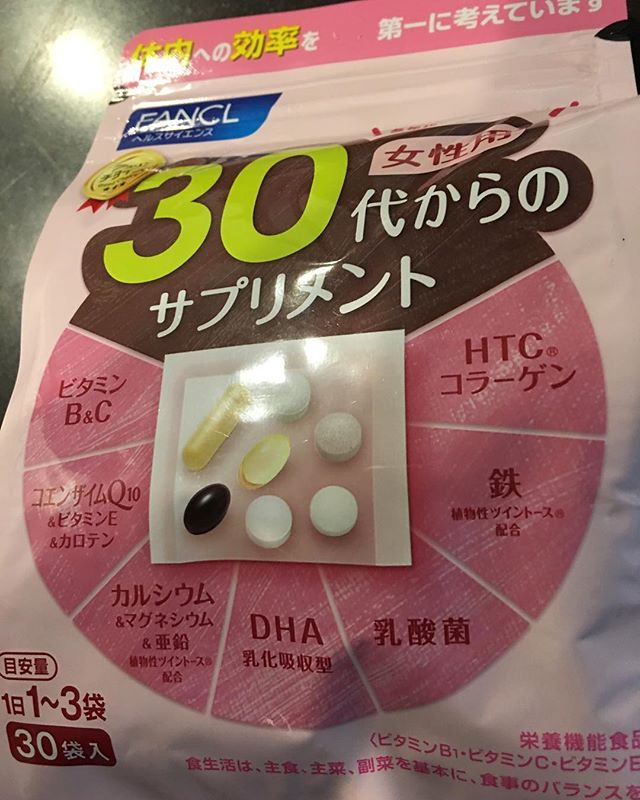 体内への効率を 第一に考えています
FANCL
ヘルスサイエンス
女性用
30代からの
サプリメント
HTC®
コラーゲン
ビタミン
B&C
鉄
植物性ツイントース®
配合
コエンザイムQ10
&ビタミンE
&カロテン
カルシウム
&マグネシウム
&亜鉛
植物性ツイントース®
配合
DHA
乳化吸収型
乳酸菌
目安量
1日1~3袋
30袋入
栄養機能食品
〈ビタミンB1・ビタミンC・ビタミンE
食生活は、主食、主菜、副菜を基本に、食事のバランスを